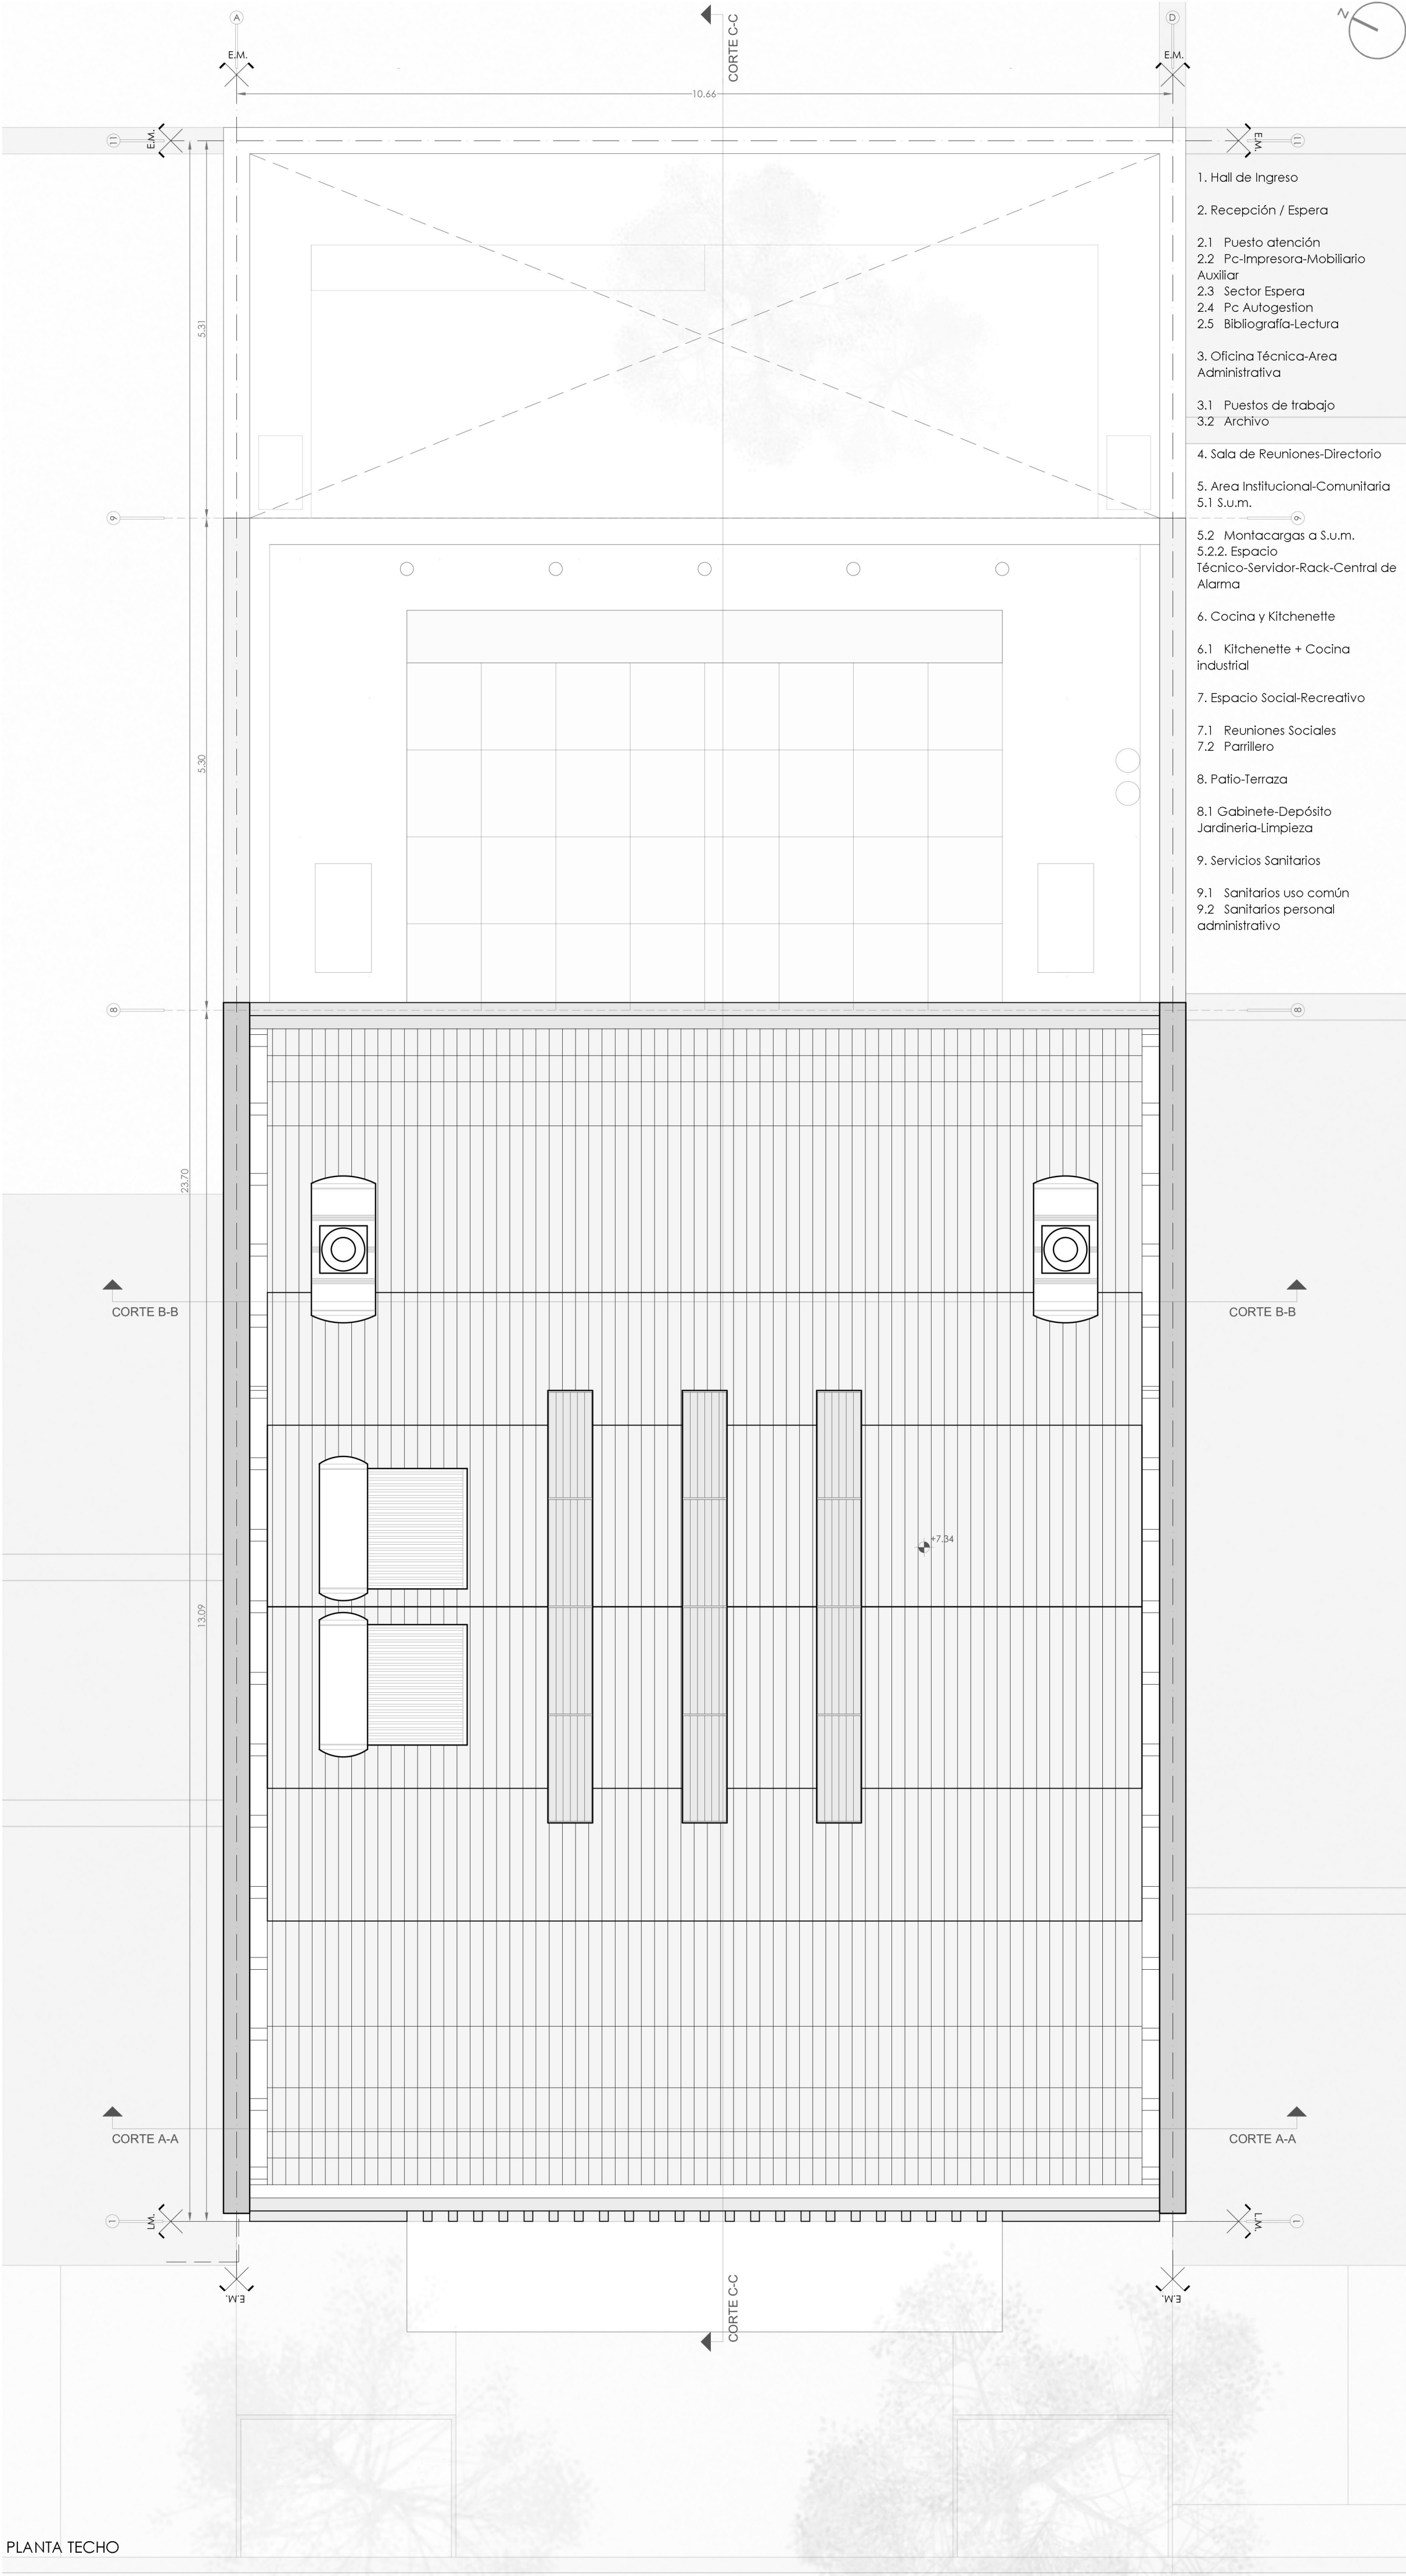 A
CORTE C-C
D
N
E.M.
E.M.
10.66
11
E.M.
E.M.
11
1. Hall de Ingreso
2. Recepción / Espera
2.1 Puesto atención
2.2 Pc-Impresora-Mobiliario
Auxiliar
2.3 Sector Espera
2.4 Pc Autogestion
2.5 Bibliografía-Lectura
3. Oficina Técnica-Area
Administrativa
3.1 Puestos de trabajo
3.2 Archivo
4. Sala de Reuniones-Directorio
5. Area Institucional-Comunitaria
5.1 S.u.m.
5.2 Montacargas a S.u.m.
5.2.2. Espacio
Técnico-Servidor-Rack-Central de
Alarma
6. Cocina y Kitchenette
6.1 Kitchenette + Cocina
industrial
7. Espacio Social-Recreativo
7.1 Reuniones Sociales
7.2 Parrillero
8. Patio-Terraza
8.1 Gabinete-Depósito
Jardineria-Limpieza
9. Servicios Sanitarios
9.1 Sanitarios uso común
9.2 Sanitarios personal
administrativo
5.31
9
9
5.30
8
8
23.70
CORTE B-B
CORTE B-B
+7.34
13.09
CORTE A-A
CORTE A-A
1
L.M.
L.M.
1
E.M.
E.M.
CORTE C-C
PLANTA TECHO